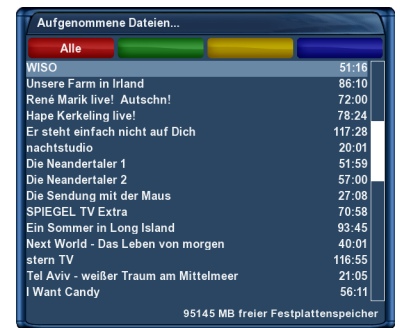 Aufgenommene Dateien...
Alle
WISO 51:16
Unsere Farm in Irland 86:10
René Marik live!  Autschn! 72:00
Hape Kerkeling live! 78:24
Er steht einfach nicht auf Dich 117:28
nachtstudio 20:01
Die Neandertaler 1 51:59
Die Neandertaler 2 57:00
Die Sendung mit der Maus 27:08
SPIEGEL TV Extra 70:58
Ein Sommer in Long Island 93:45
Next World - Das Leben von morgen 40:01
stern TV 116:55
Tel Aviv - weißer Traum am Mittelmeer 21:05
I Want Candy 56:11
95145 MB freier Festplattenspeicher